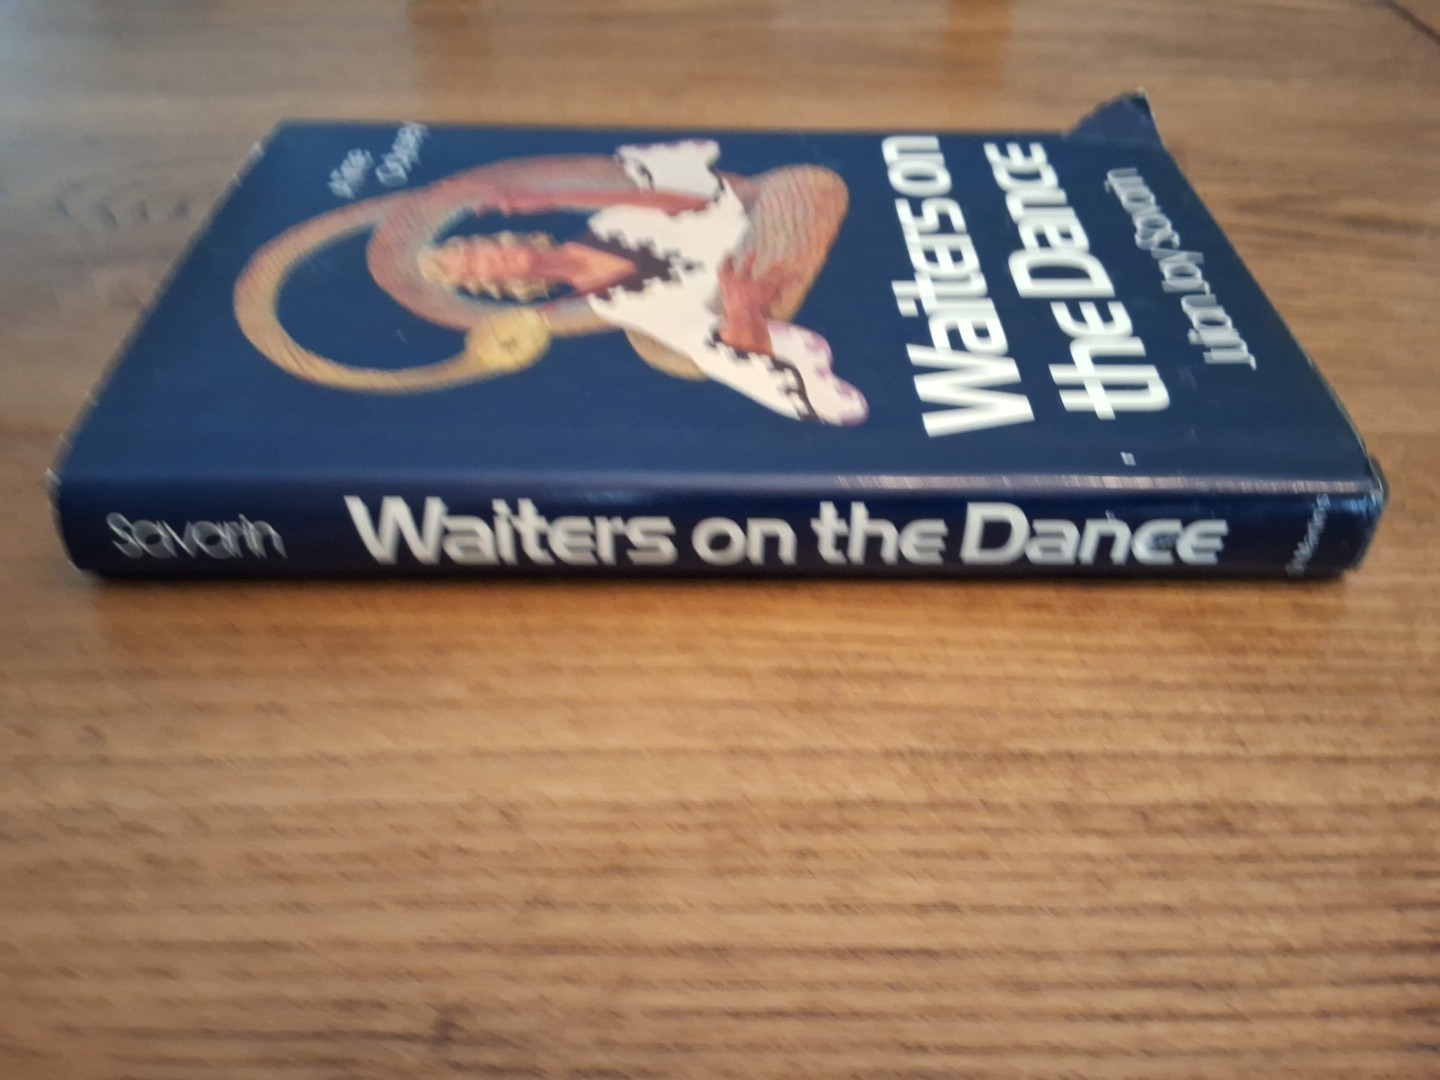 Waiters on
the Dance
Julian Jay Savarin
Savarin
Waiters on the Dance